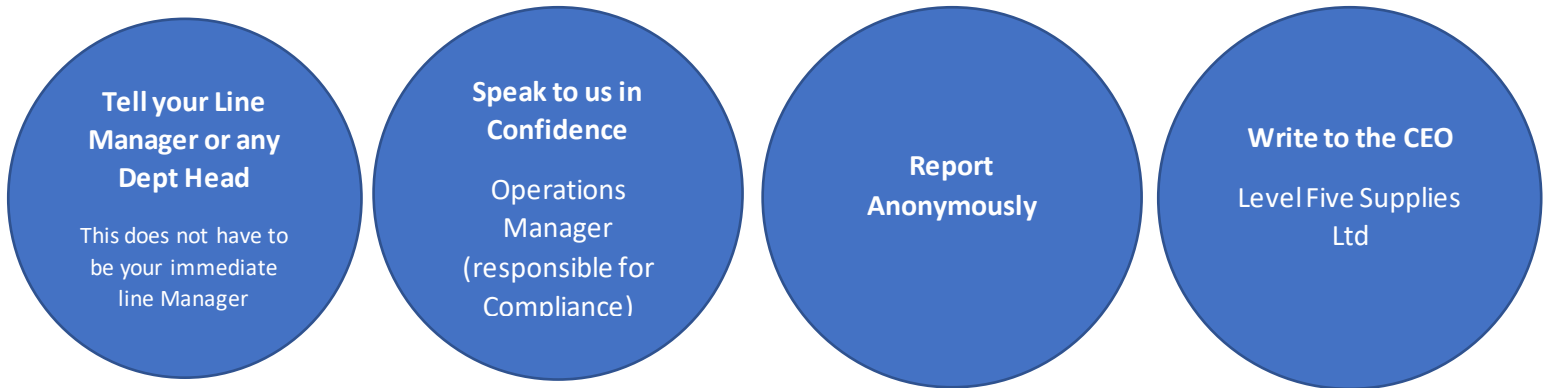 Tell your Line
Manager or any
Dept Head
This does not have to
be your immediate
line Manager
Speak to us in
Confidence
Operations
Manager
(responsible for
Compliance)
Report
Anonymously
Write to the CEO
Level Five Supplies
Ltd